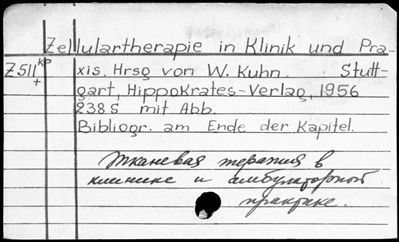 Zellulartherapie in Klinik und Pra-
Z511 кр + xis. Hrsg von W. Kuhn. Stutt-
gart, Hippokrates-Verlag, 1956
238 S mit Abb.
Bibliogr. am Ende der Kapitel.
Тканевая терапия в
клинике и амбулаторной
практике.